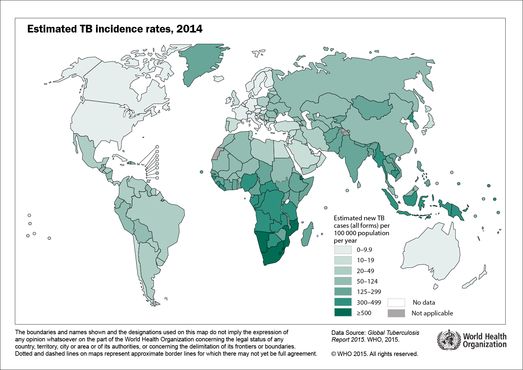 Estimated TB incidence rates, 2014
Estimated new TB
cases (all forms) per
100 000 population
per year
0–9.9
10–19
20–49
50–124
125–299
300–499
≥500
No data
Not applicable
The boundaries and names shown and the designations used on this map do not imply the expression of
any opinion whatsoever on the part of the World Health Organization concerning the legal status of any
country, territory, city or area or of its authorities, or concerning the delimitation of its frontiers or boundaries.
Dotted and dashed lines on maps represent approximate border lines for which there may not yet be full agreement.
Data Source: Global Tuberculosis
Report 2015. WHO, 2015.
© WHO 2015. All rights reserved.
World Health
Organization